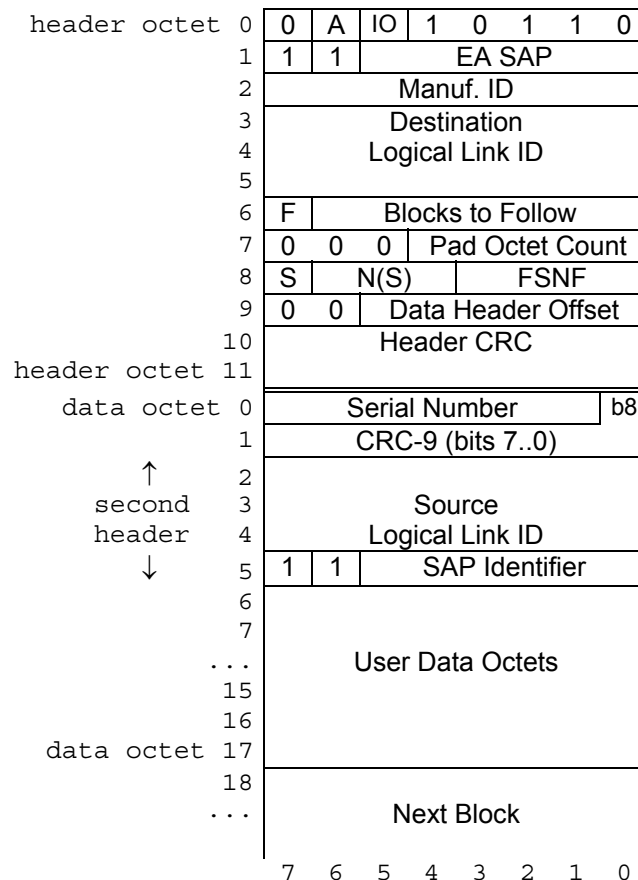 header octet 0 0 A IO 1 0 1 1 0
1 1 1 EA SAP
2 Manuf. ID
3 Destination
4 Logical Link ID
5
6 F Blocks to Follow
7 0 0 0 Pad Octet Count
8 S N(S) FSNF
9 0 0 Data Header Offset
10 Header CRC
header octet 11
data octet 0 Serial Number b8
1 CRC-9 (bits 7..0)
↑ 2
second 3 Source
header 4 Logical Link ID
↓ 5 1 1 SAP Identifier
6
7
... User Data Octets
15
16
data octet 17
18
... Next Block
7 6 5 4 3 2 1 0